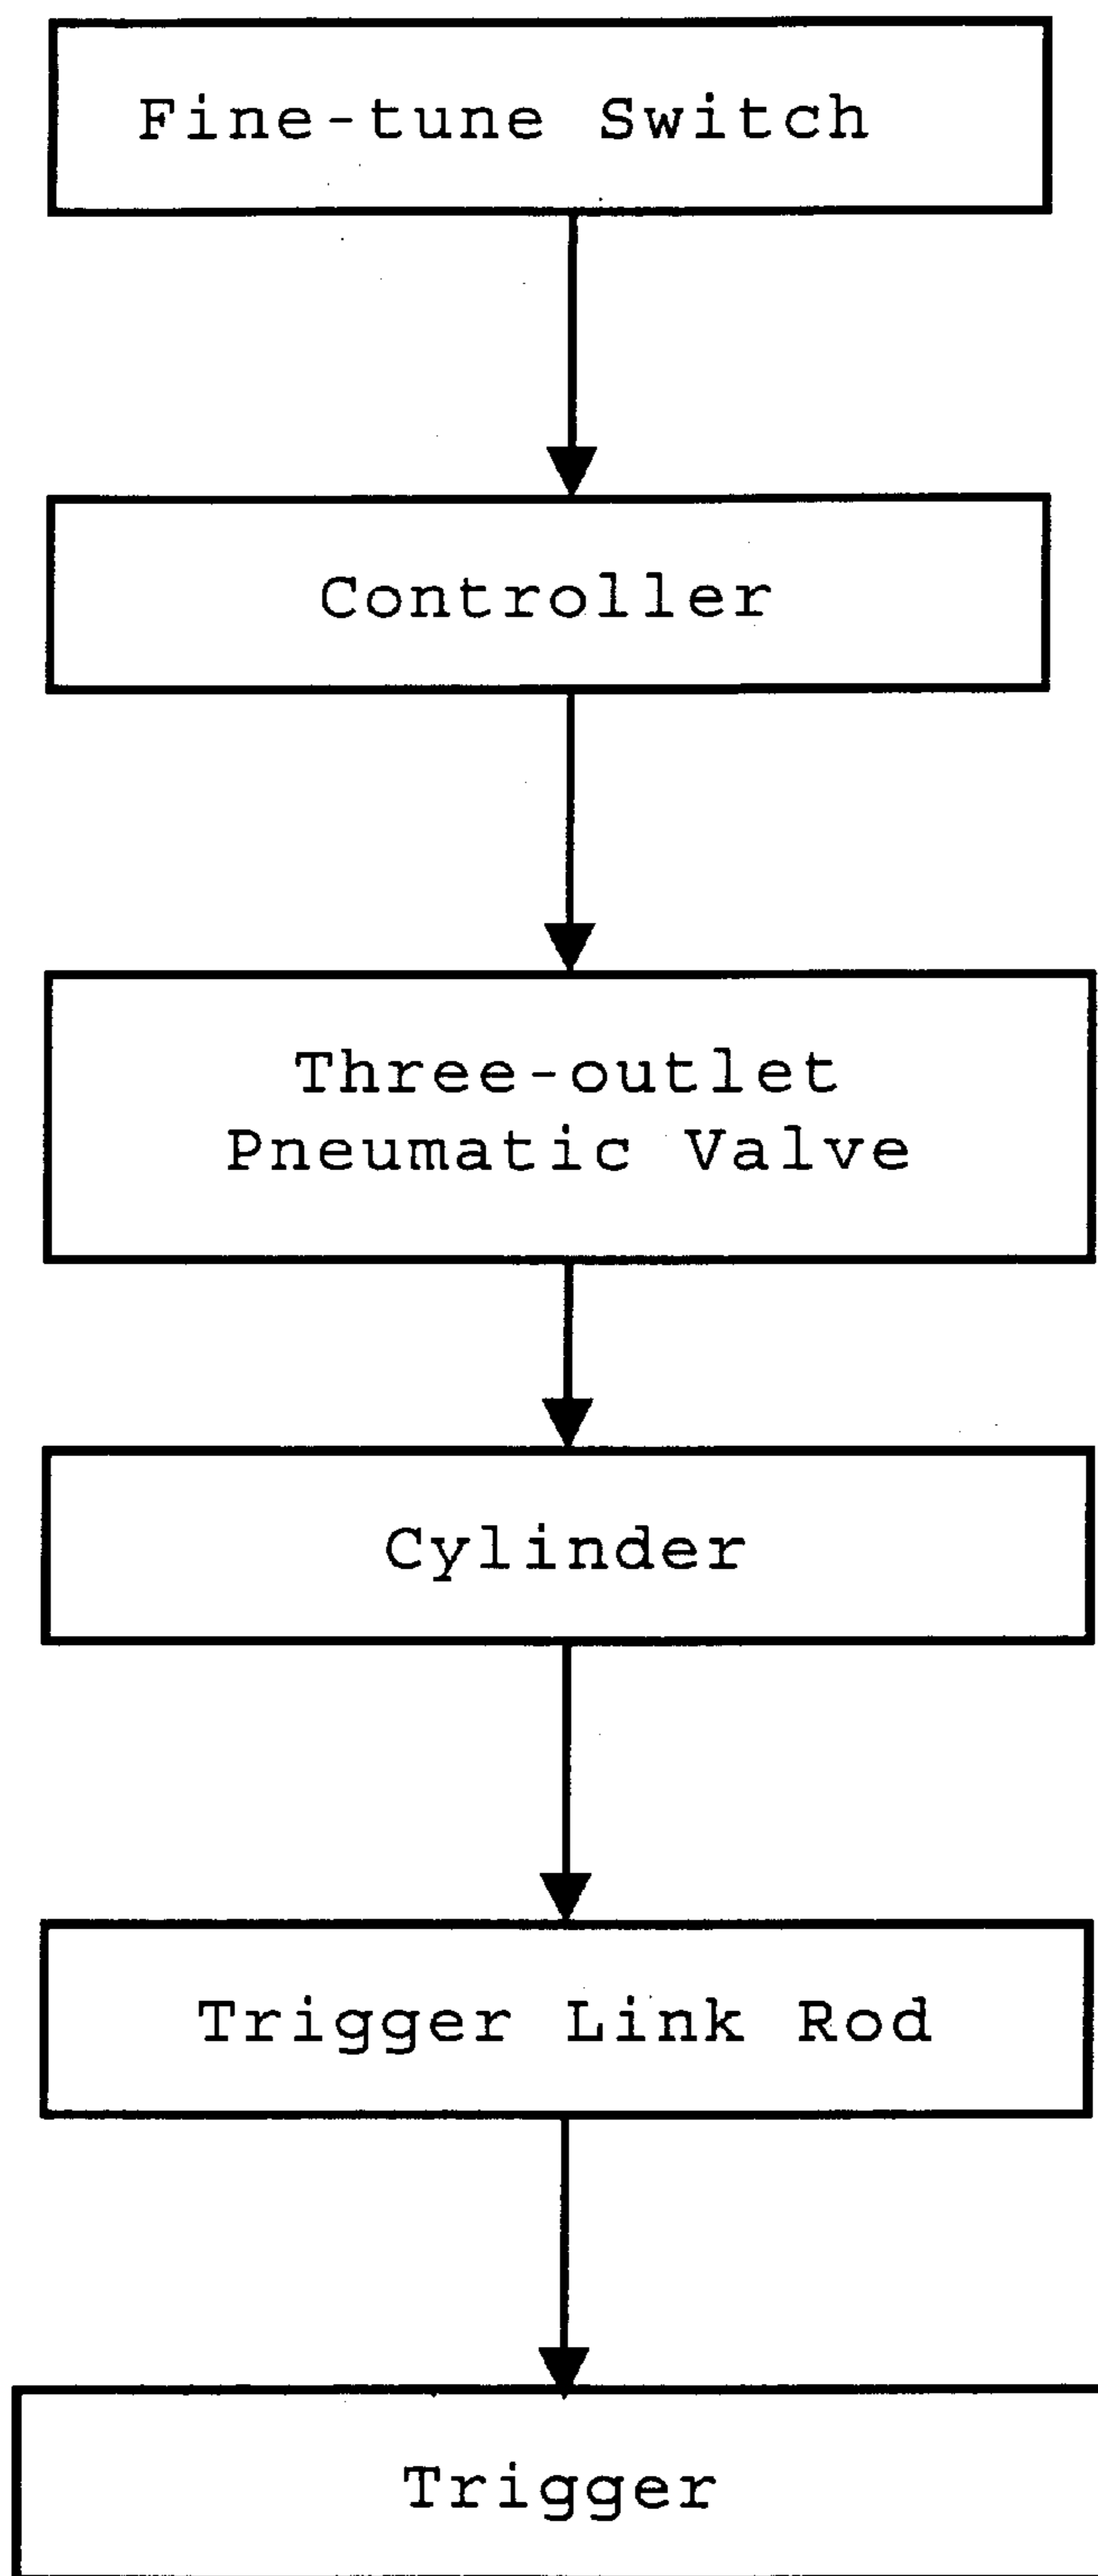 Fine-tune Switch
Controller
Three-outlet
Pneumatic Valve
Cylinder
Trigger Link Rod
Trigger